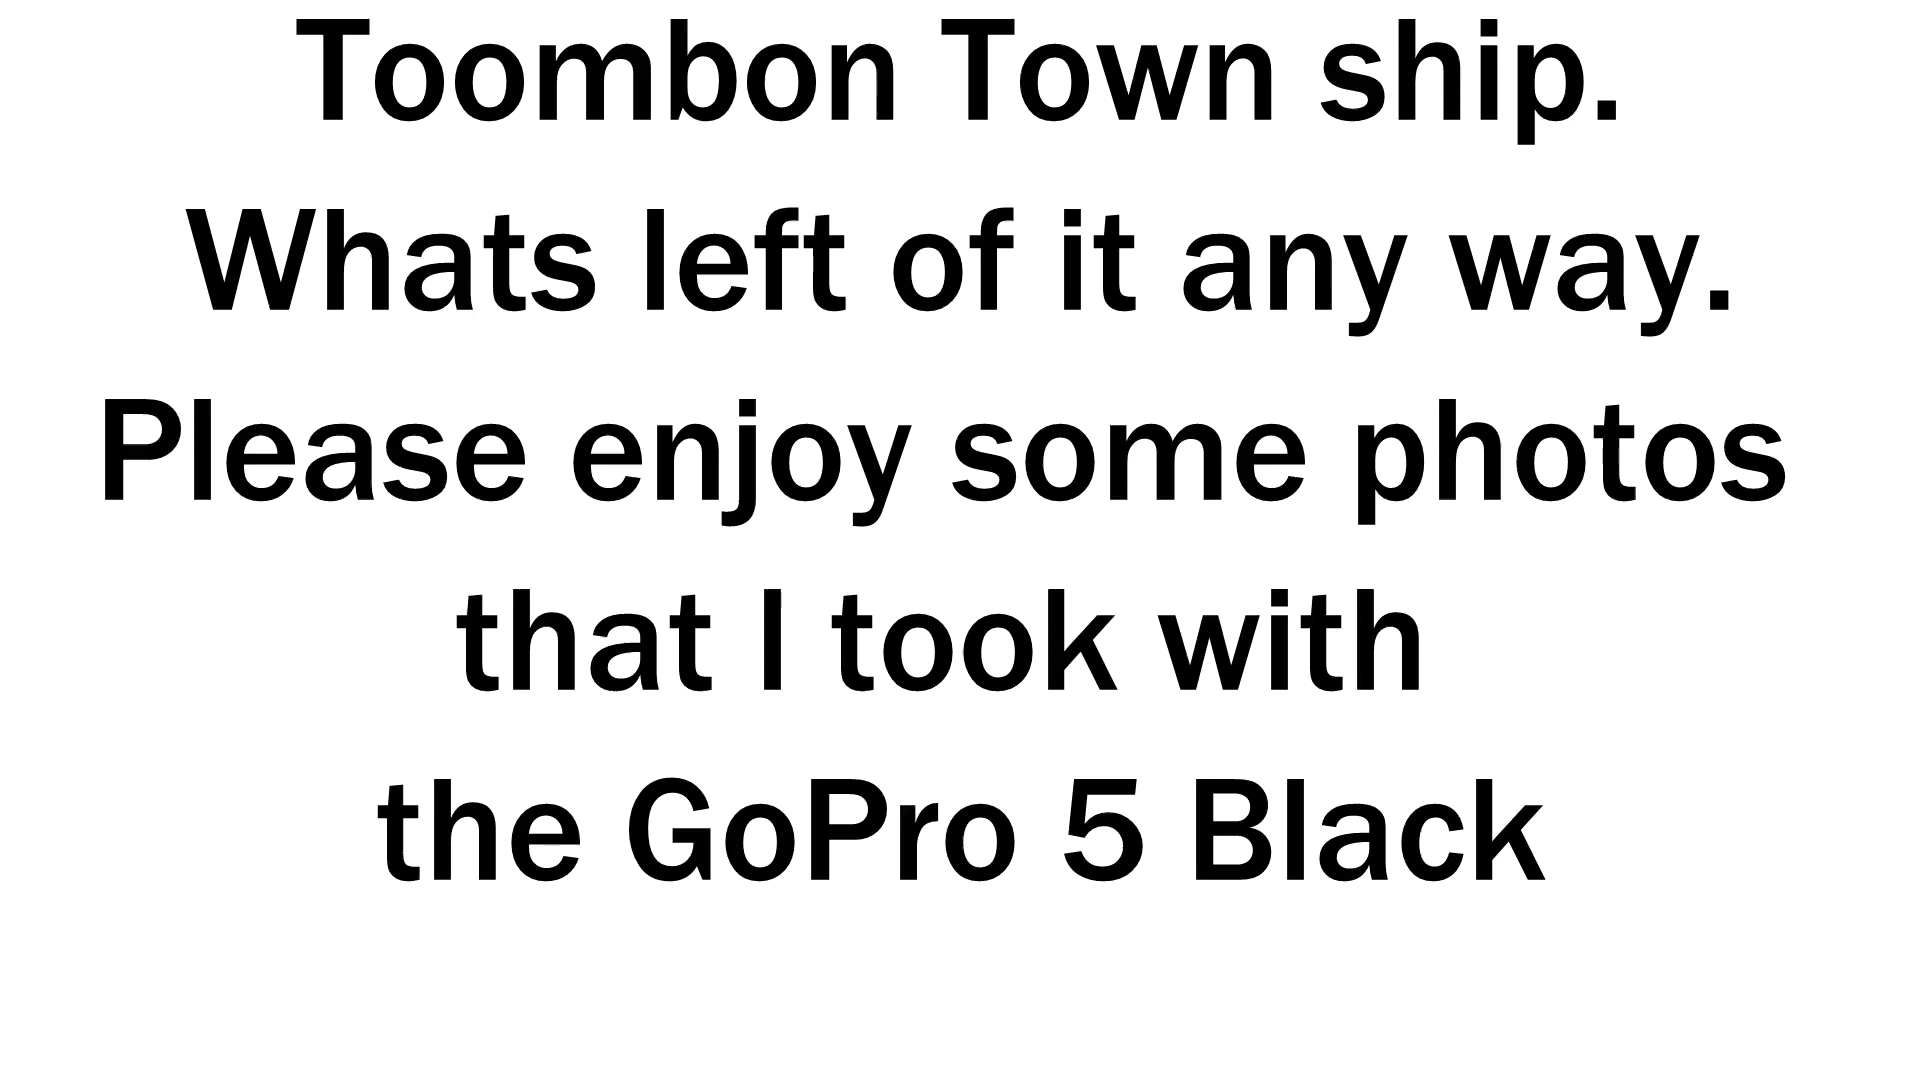 Toombon Town ship.
Whats left of it any way.
Please enjoy some photos
that I took with
the GoPro 5 Black